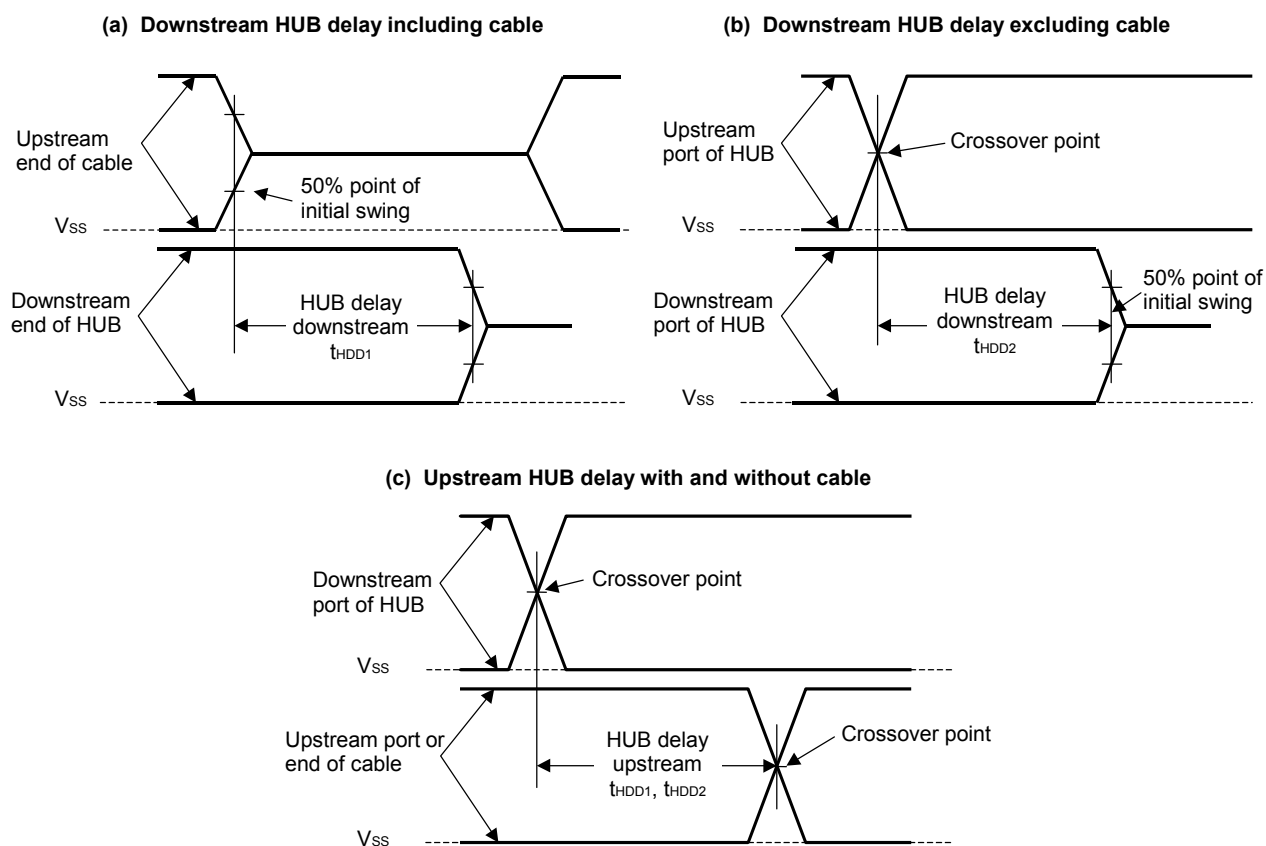 (a) Downstream HUB delay including cable
Upstream
end of cable
50% point of
initial swing
VSS
Downstream
end of HUB
HUB delay
downstream
tHDD1
VSS
(b) Downstream HUB delay excluding cable
Upstream
port of HUB
Crossover point
VSS
Downstream
port of HUB
HUB delay
downstream
tHDD2
50% point of
initial swing
VSS
(c) Upstream HUB delay with and without cable
Downstream
port of HUB
Crossover point
VSS
Upstream port or
end of cable
HUB delay
upstream
tHDD1, tHDD2
Crossover point
VSS